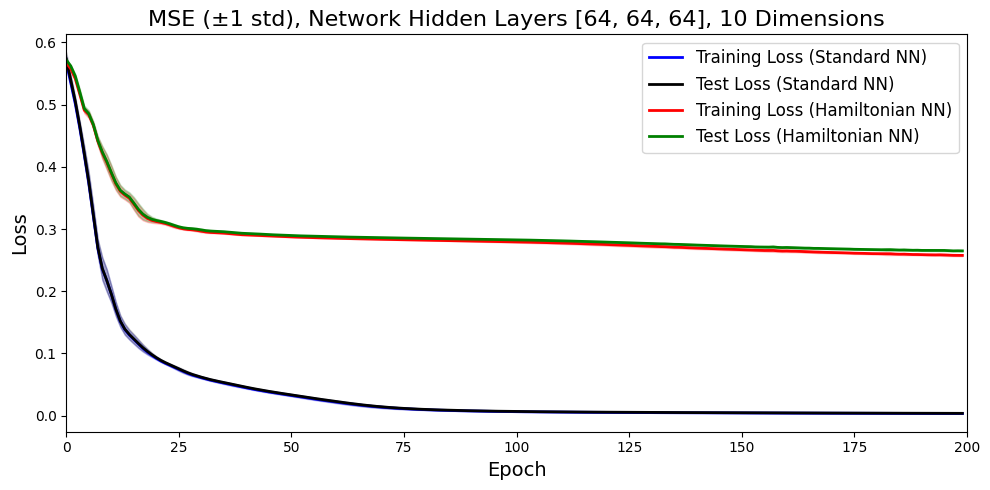 MSE (±1 std), Network Hidden Layers [64, 64, 64], 10 Dimensions
Training Loss (Standard NN)
Test Loss (Standard NN)
Training Loss (Hamiltonian NN)
Test Loss (Hamiltonian NN)
Loss
0.6
0.5
0.4
0.3
0.2
0.1
0.0
0 25 50 75 100 125 150 175 200
Epoch